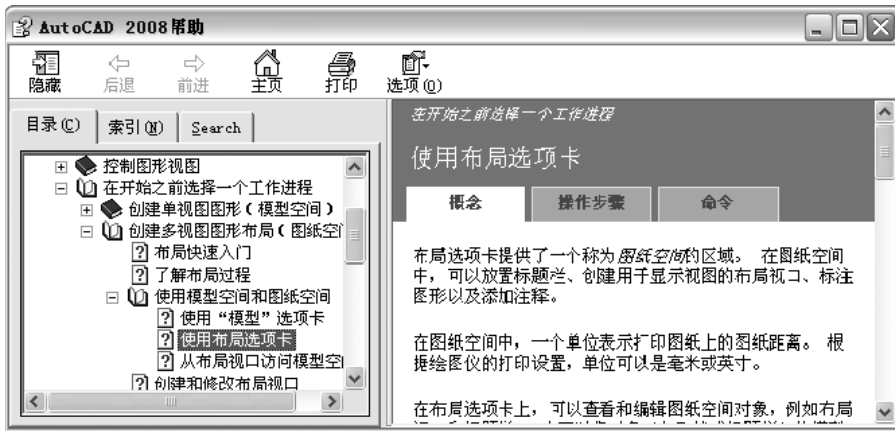 AutoCAD 2008帮助
隐藏 后退 前进 主页 打印 选项(O)
目录(C) 索引(N) Search
控制图形视图
在开始之前选择一个工作进程
创建单视图图形(模型空间)
创建多视图图形布局(图纸空
布局快速入门
了解布局过程
使用模型空间和图纸空间
使用“模型”选项卡
使用布局选项卡
从布局视口访问模型空
创建和修改布局视口
在开始之前选择一个工作进程
使用布局选项卡
概念 操作步骤 命令
布局选项卡提供了一个称为图纸空间的区域。 在图纸空间
中，可以放置标题栏、创建用于显示视图的布局视口、标注
图形以及添加注释。
在图纸空间中，一个单位表示打印图纸上的图纸距离。 根
据绘图仪的打印设置，单位可以是毫米或英寸。
在布局选项卡上，可以查看和编辑图纸空间对象，例如布局